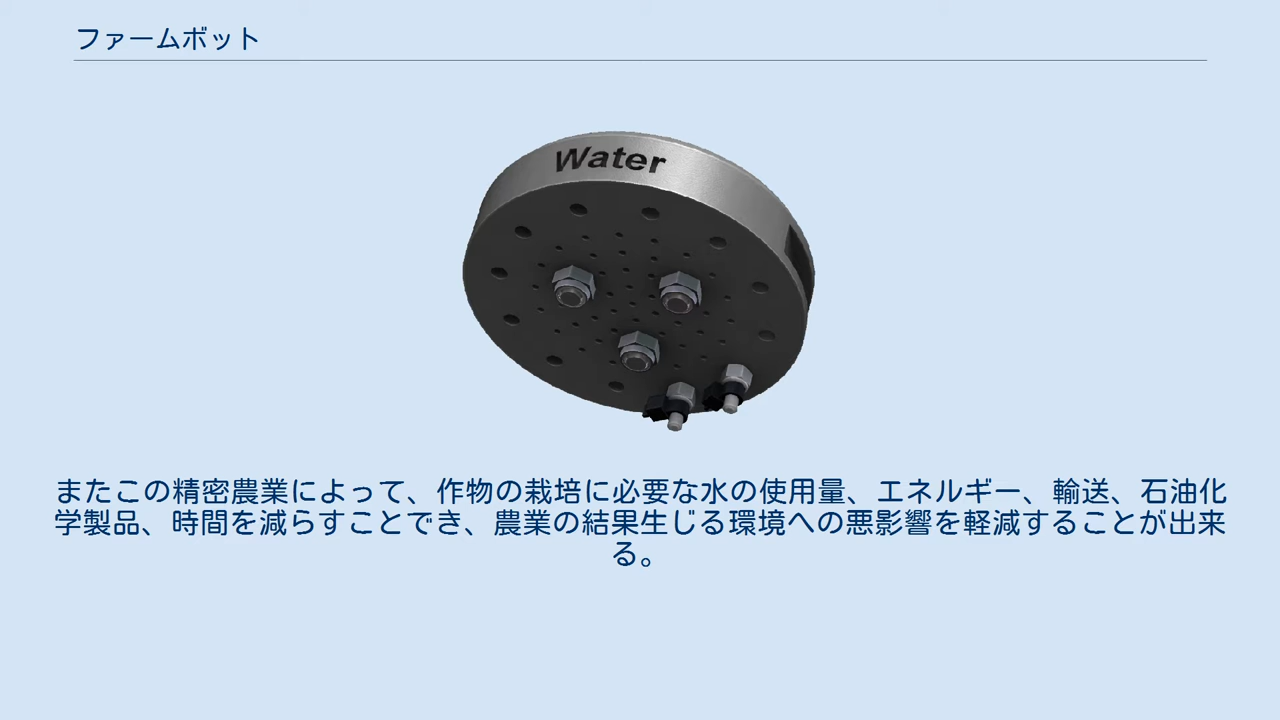 ファームボット
Water
またこの精密農業によって、作物の栽培に必要な水の使用量、エネルギー、輸送、石油化
学製品、時間を減らすことでき、農業の結果生じる環境への悪影響を軽減することが出来
る。